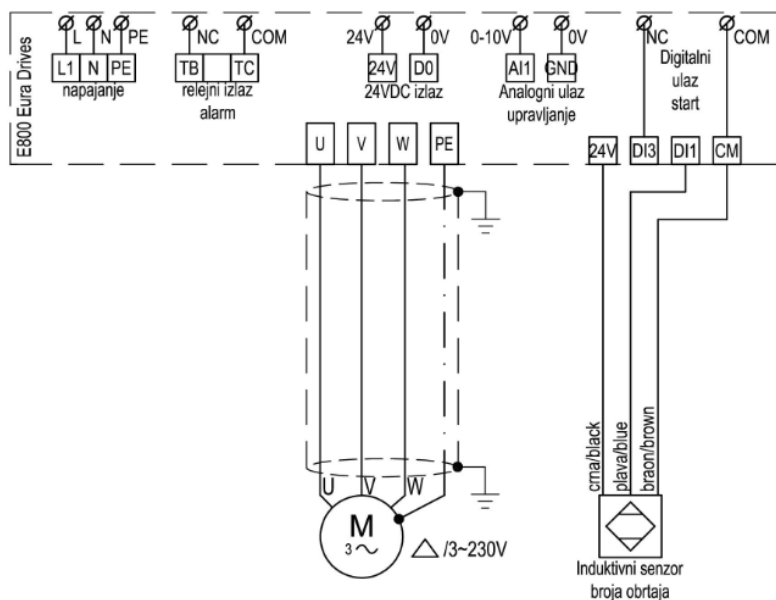 E800 Eura Drives
L N PE
NC COM
24V 0V
0-10V 0V
NC COM
L1 N PE
TB TC
24V D0
AI1 GND
napajanje
relejni izlaz
alarm
24VDC izlaz
Analogni ulaz
upravljanje
Digitalni
ulaz
start
U V W PE
24V DI3 DI1 CM
crna/black
plava/blue
braon/brown
U V W
M
3~
△/3~230V
Induktivni senzor
broja obrtaja